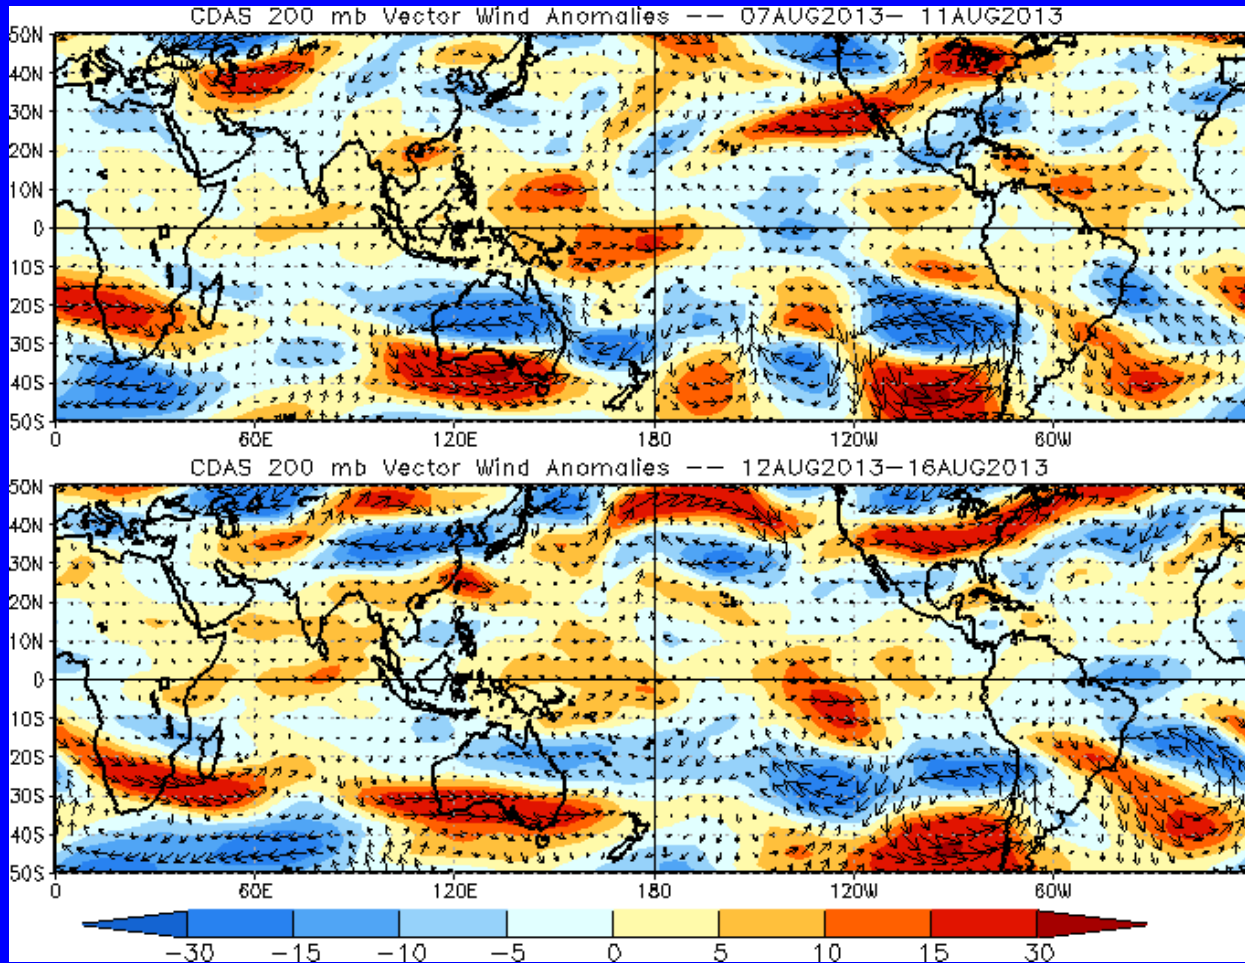 CDAS 200 mb Vector Wind Anomalies -- 07AUG2013- 11AUG2013
50N
40N
30N
20N
10N
0
10S
20S
30S
40S
50S
0 60E 120E 180 120W 60W
CDAS 200 mb Vector Wind Anomalies -- 12AUG2013-16AUG2013
50N
40N
30N
20N
10N
0
10S
20S
30S
40S
50S
0 60E 120E 180 120W 60W
-30 -15 -10 -5 0 5 10 15 30